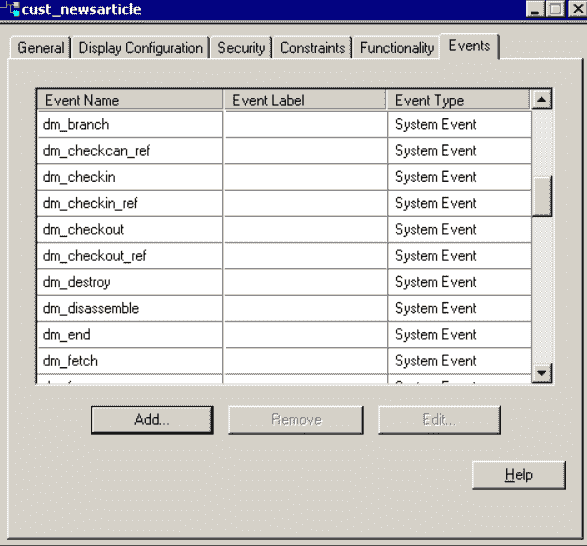 cust_newsarticle
General Display Configuration Security Constraints Functionality Events
Event Name Event Label Event Type
dm_branch System Event
dm_checkcan_ref System Event
dm_checkin System Event
dm_checkin_ref System Event
dm_checkout System Event
dm_checkout_ref System Event
dm_destroy System Event
dm_disassemble System Event
dm_end System Event
dm_fetch System Event
Add... Remove Edit...
Help